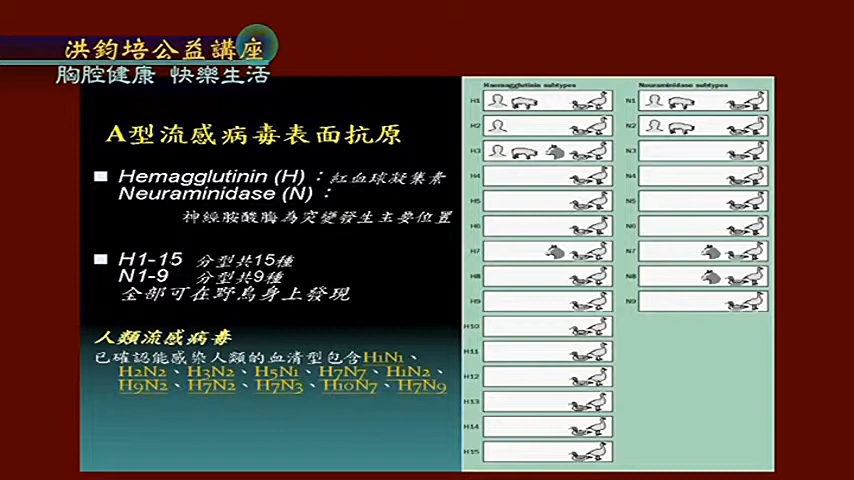 洪鈞培公益講座
胸腔健康 快樂生活
A型流感病毒表面抗原
Hemagglutinin (H)：紅血球凝集素
Neuraminidase (N)：
神經胺酸酶為突變發生主要位置
H1-15 分型共15種
N1-9 分型共9種
全部可在野鳥身上發現
人類流感病毒
已確認能感染人類的血清型包含H1N1、
H2N2、H3N2、H5N1、H7N7、H1N2、
H9N2、H7N2、H7N3、H10N7、H7N9
Haemagglutinin subtypes
H1
H2
H3
H4
H5
H6
H7
H8
H9
H10
H11
H12
H13
H14
H15
Neuraminidase subtypes
N1
N2
N3
N4
N5
N6
N7
N8
N9